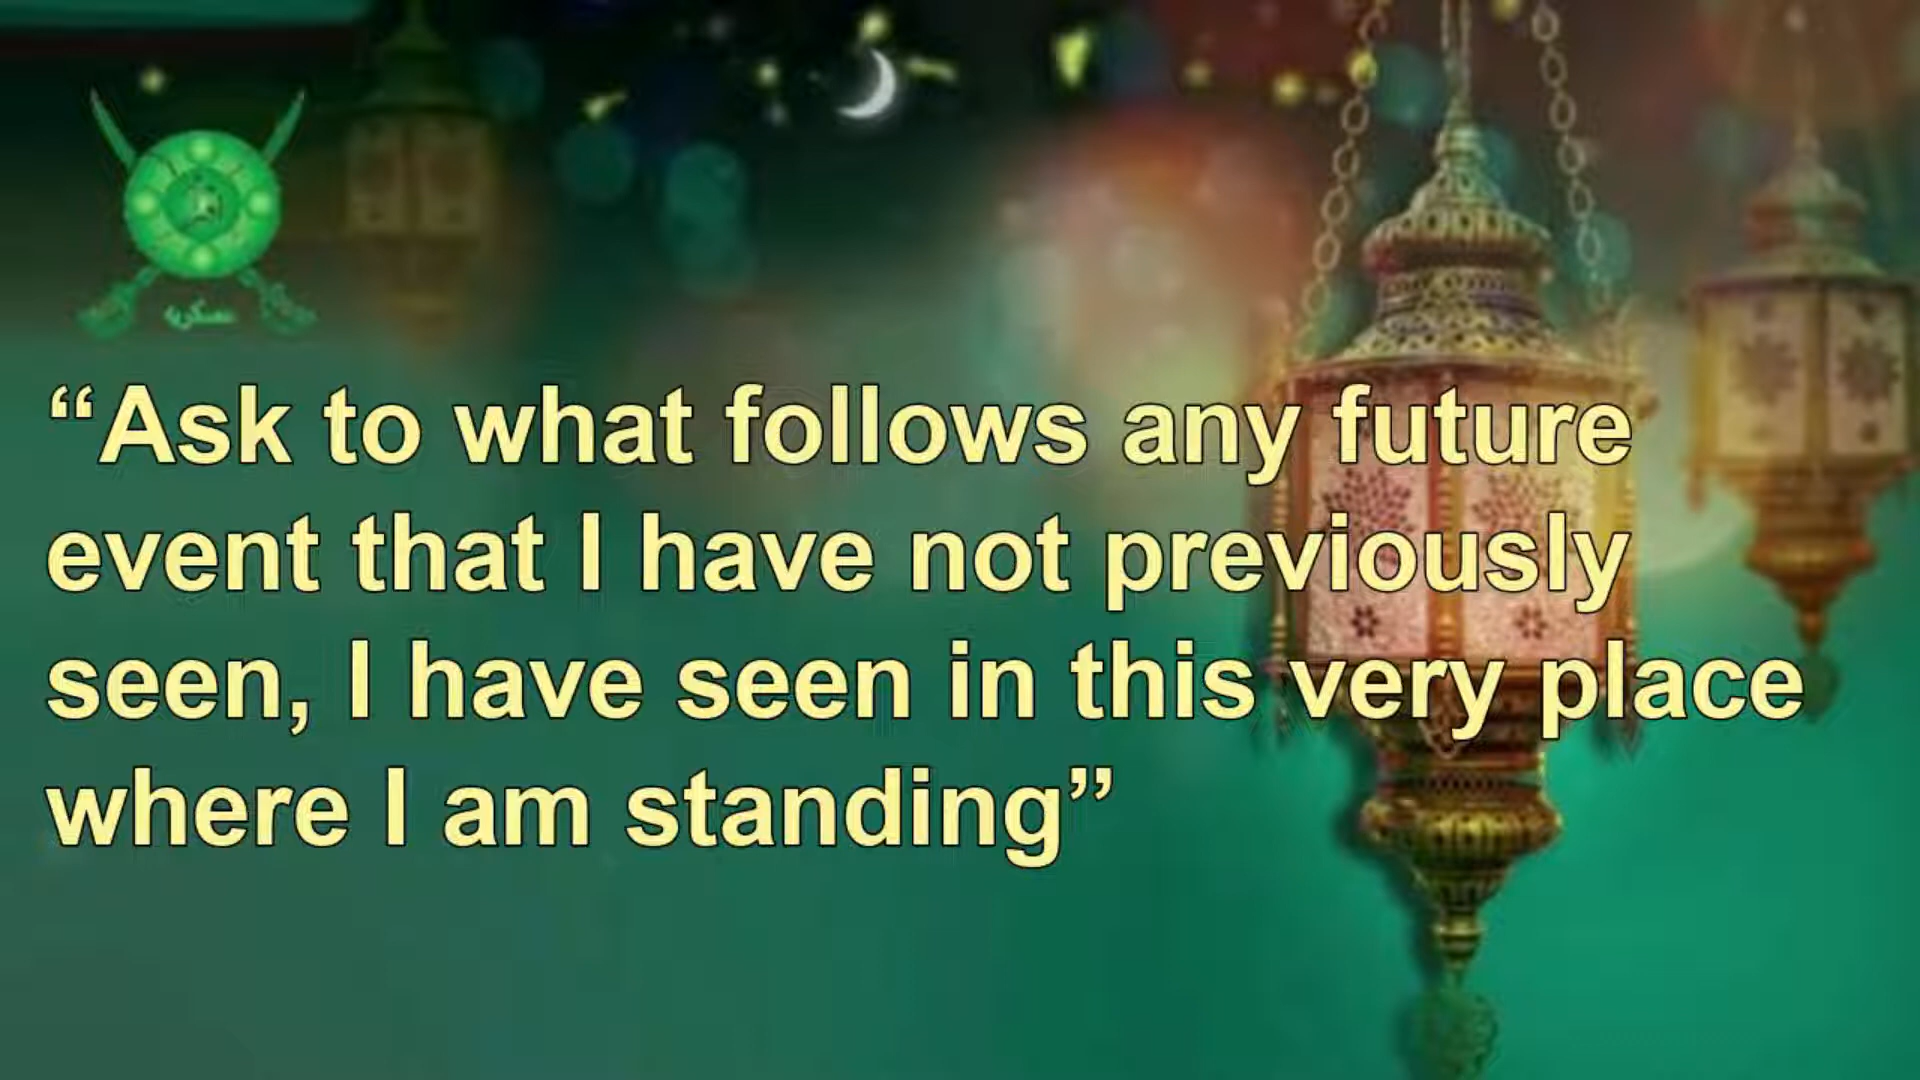 عسكريه
“Ask to what follows any future
event that I have not previously
seen, I have seen in this very place
where I am standing”